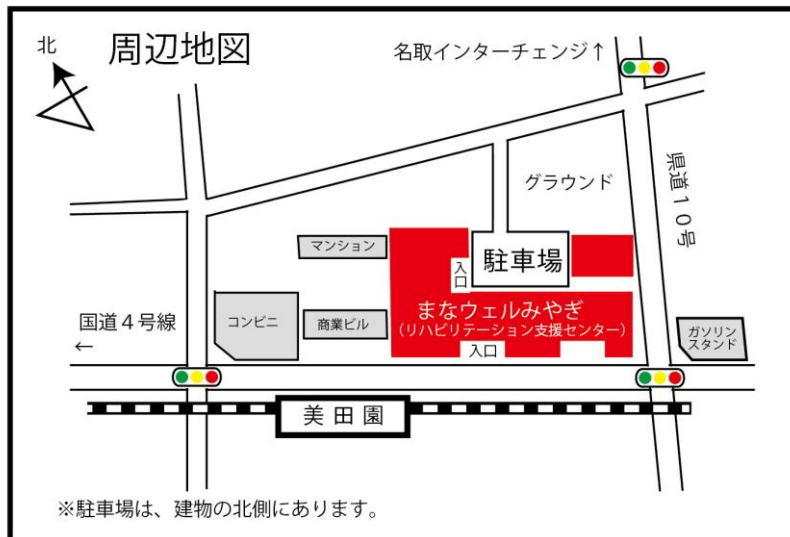 北
周辺地図
名取インターチェンジ↑
県道１０号
グラウンド
マンション
駐車場
入口
まなウェルみやぎ
（リハビリテーション支援センター）
国道４号線
←
コンビニ
商業ビル
入口
ガソリン
スタンド
美田園
※駐車場は、建物の北側にあります。